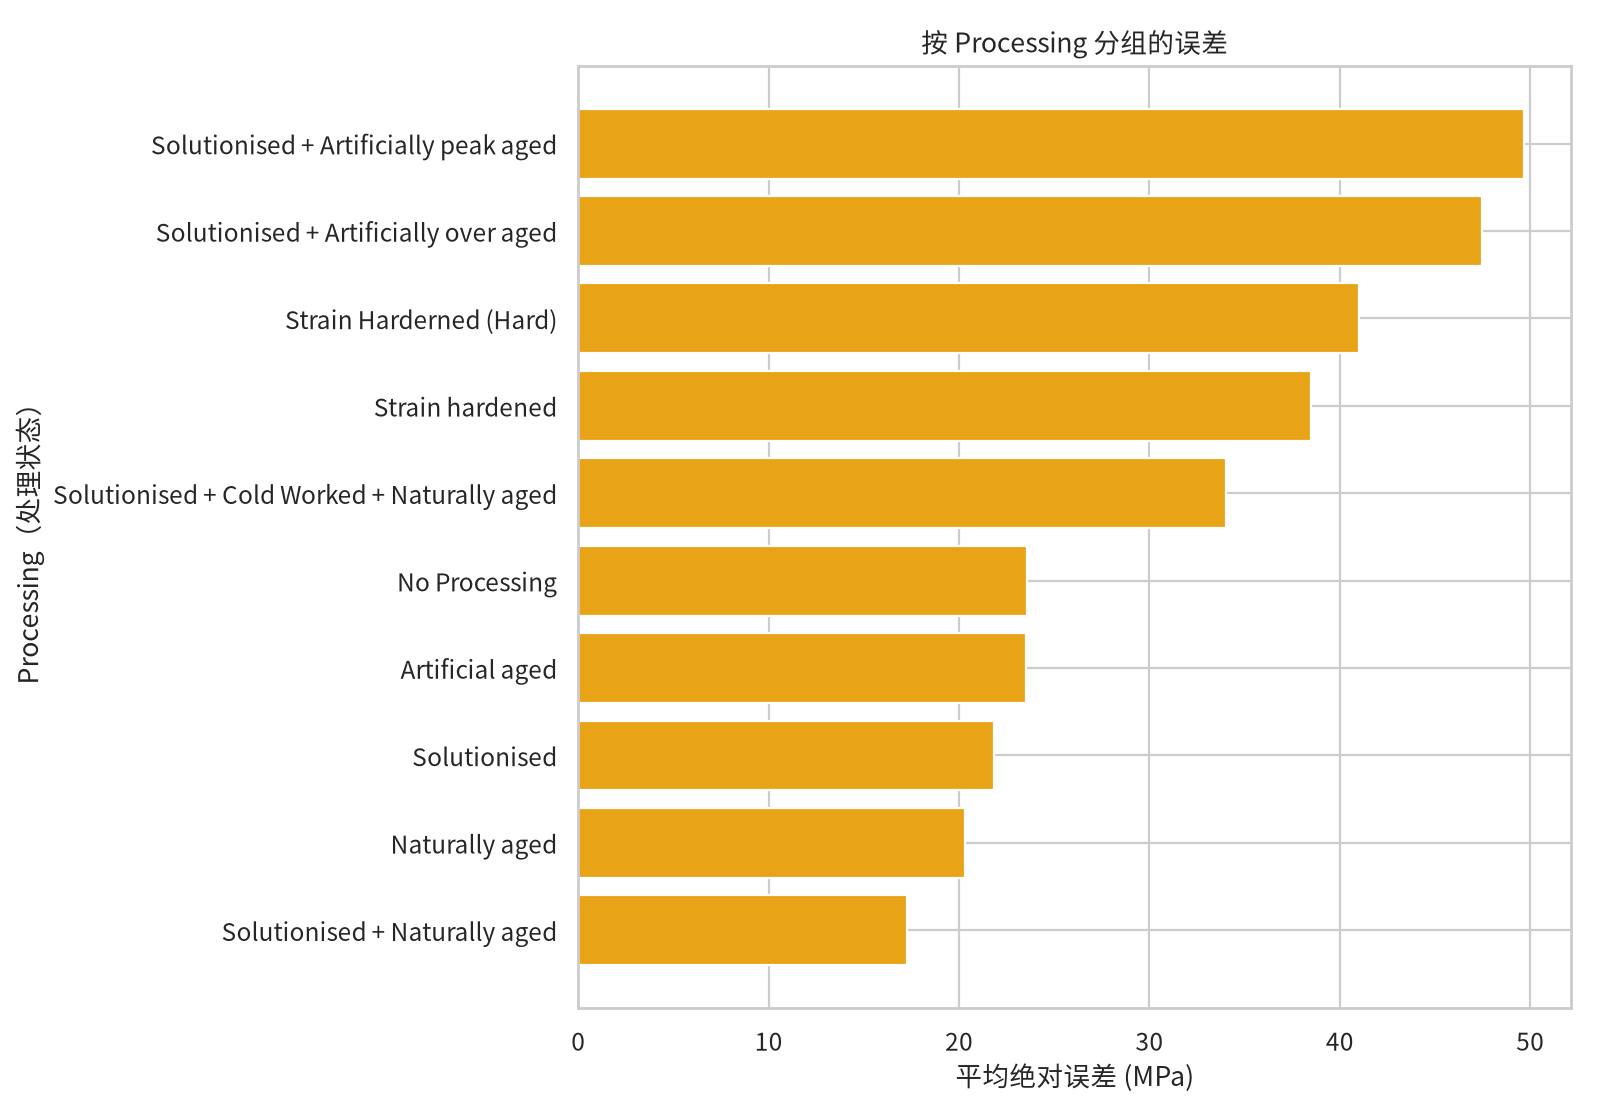 按 Processing 分组的误差
Solutionised + Artificially peak aged
Solutionised + Artificially over aged
Strain Harderned (Hard)
Strain hardened
Solutionised + Cold Worked + Naturally aged
No Processing
Artificial aged
Solutionised
Naturally aged
Solutionised + Naturally aged
Processing（处理状态）
0 10 20 30 40 50
平均绝对误差 (MPa)